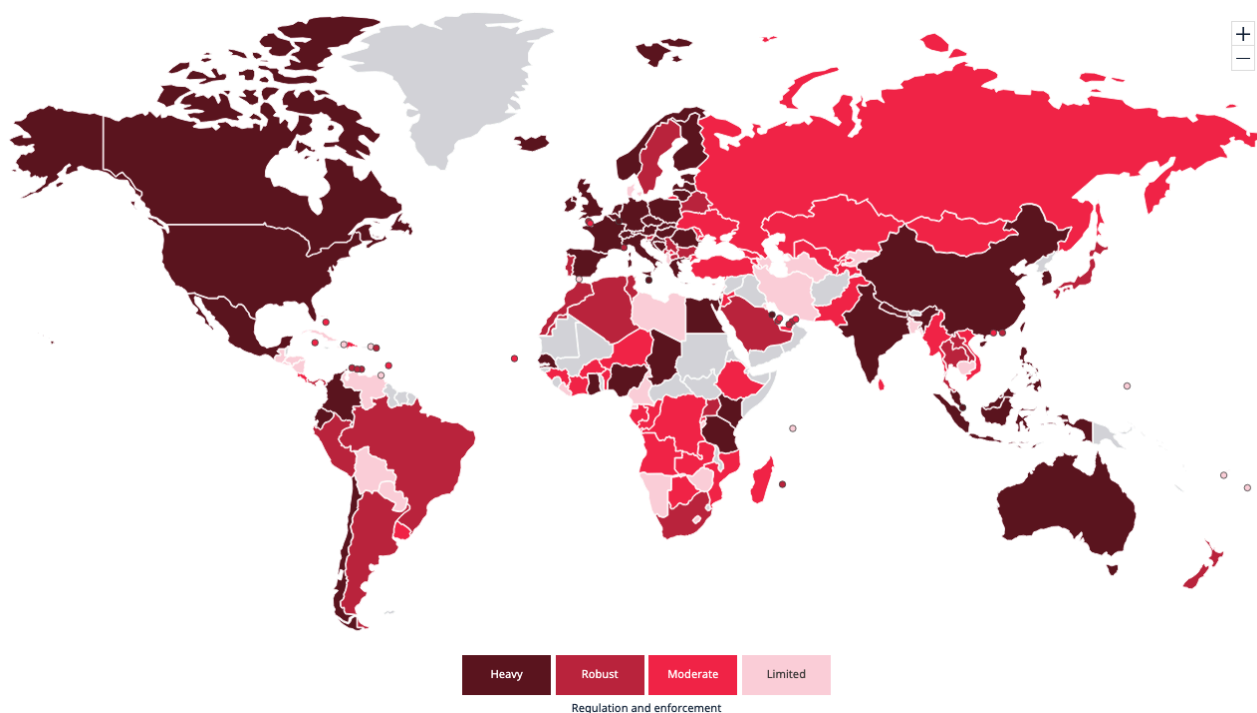 +
−
Heavy
Robust
Moderate
Limited
Regulation and enforcement